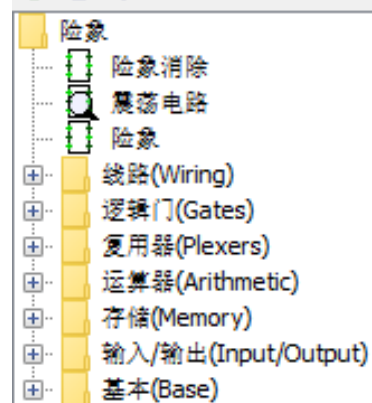 险象
险象消除
震荡电路
险象
线路(Wiring)
逻辑门(Gates)
复用器(Plexers)
运算器(Arithmetic)
存储(Memory)
输入/输出(Input/Output)
基本(Base)